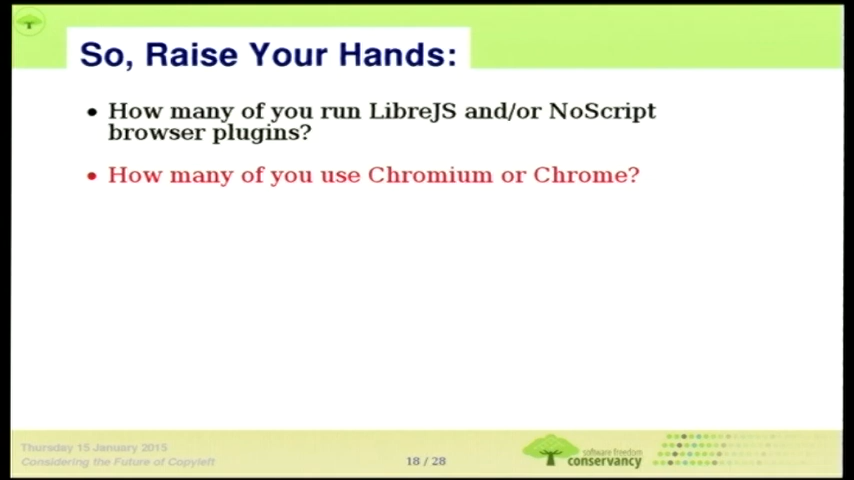 So, Raise Your Hands:
• How many of you run LibreJS and/or NoScript
browser plugins?
• How many of you use Chromium or Chrome?
Thursday 15 January 2015
Considering the Future of Copyleft
18 / 28
software freedom
conservancy